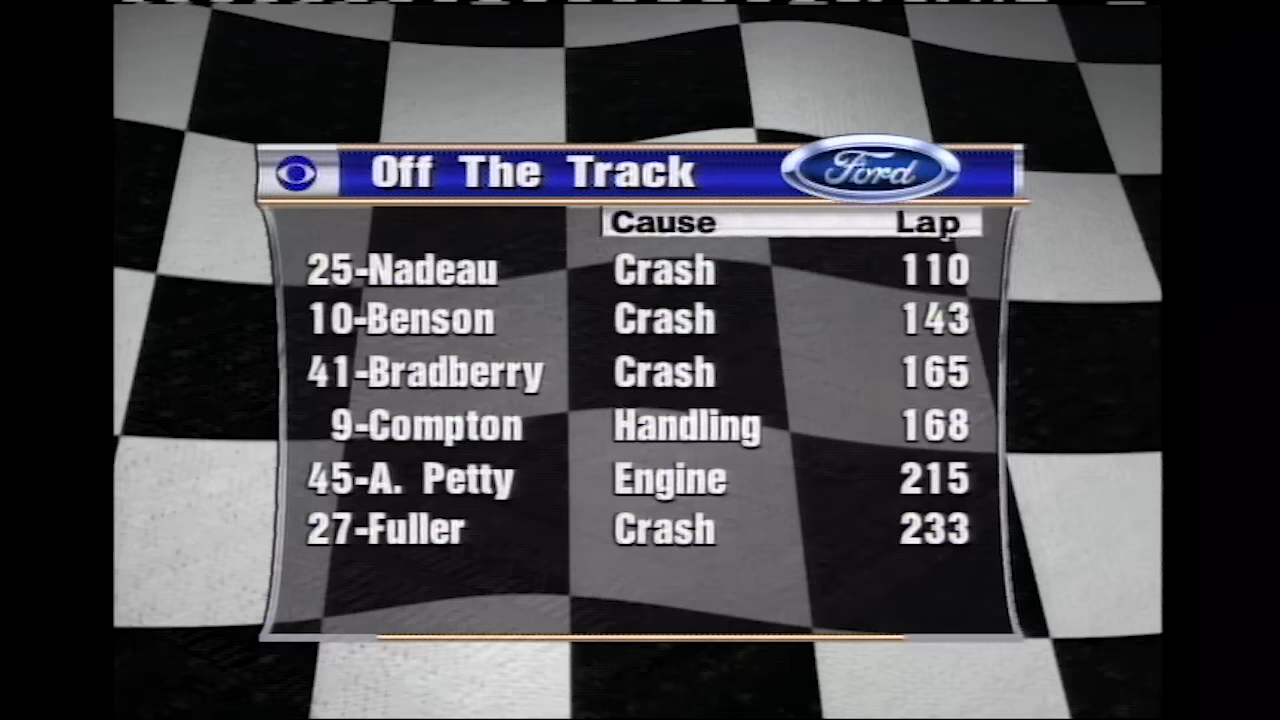 Off The Track Ford
Cause Lap
25-Nadeau Crash 110
10-Benson Crash 143
41-Bradberry Crash 165
9-Compton Handling 168
45-A. Petty Engine 215
27-Fuller Crash 233